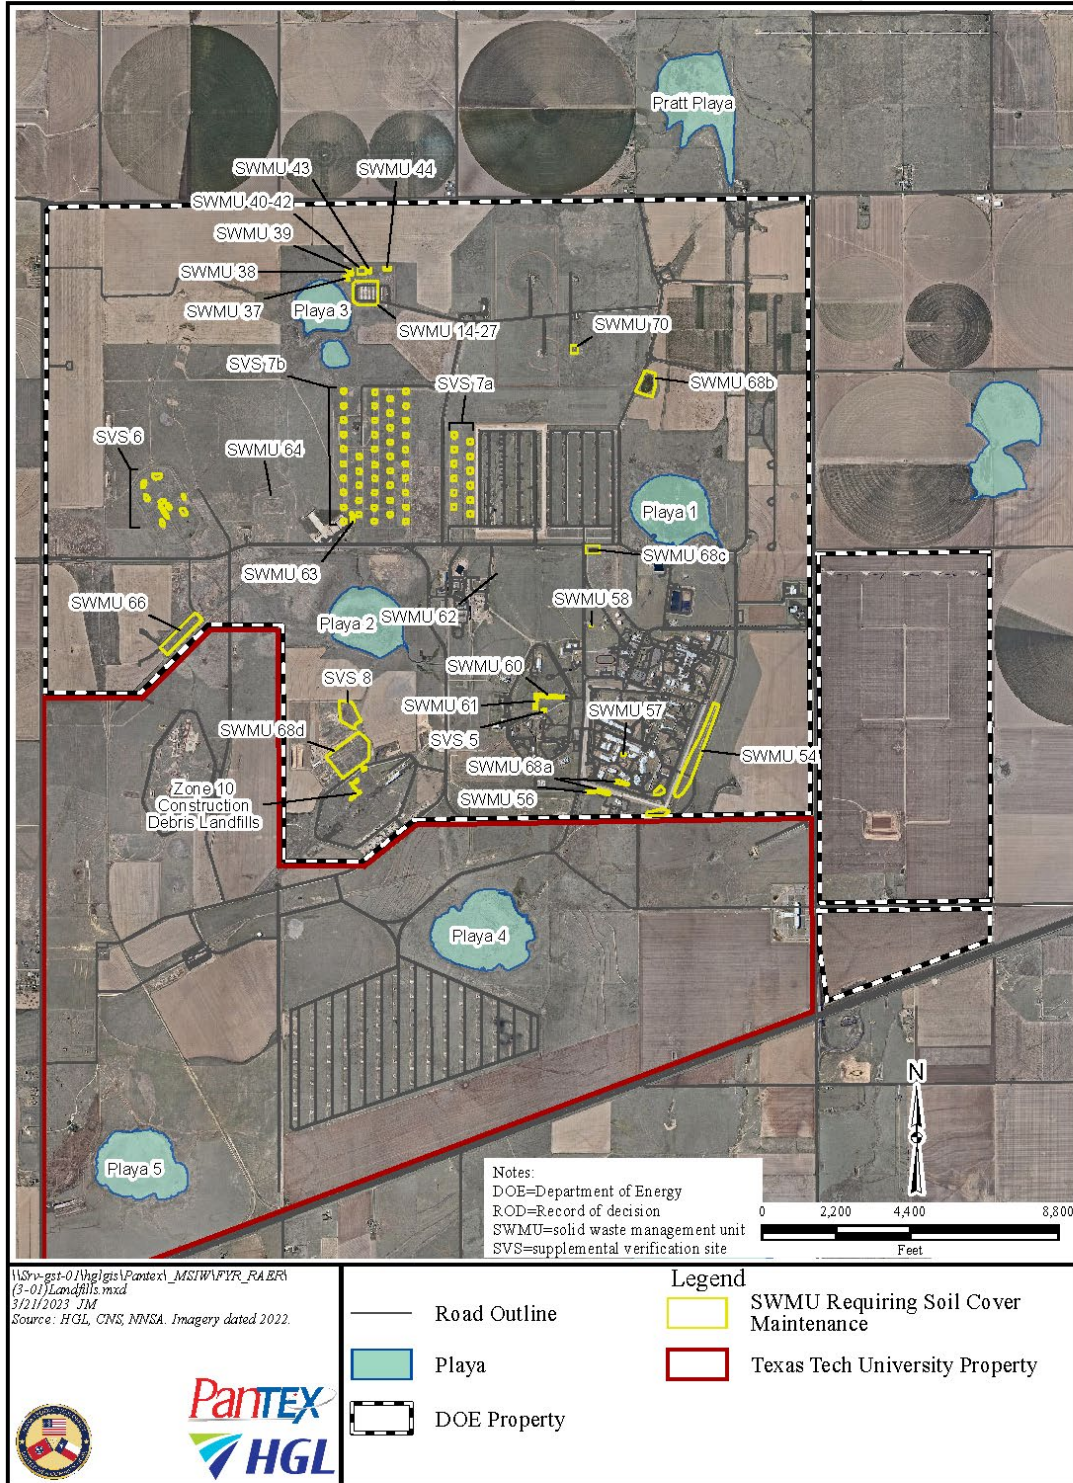 Pratt Playa
SWMU 43
SWMU 44
SWMU 40-42
SWMU 39
SWMU 38
SWMU 37
Playa 3
SWMU 14-27
SWMU 70
SVS 7b
SVS 7a
SWMU 68b
SVS 6
SWMU 64
Playa 1
SWMU 68c
SWMU 63
SWMU 66
Playa 2
SWMU 62
SWMU 58
SWMU 60
SVS 8
SWMU 61
SWMU 57
SVS 5
SWMU 68d
SWMU 54
SWMU 68a
SWMU 56
Zone 10
Construction
Debris Landfills
Playa 4
Playa 5
N
Notes:
DOE=Department of Energy
ROD=Record of decision
SWMU=solid waste management unit
SVS=supplemental verification site
0 2,200 4,400 8,800
Feet
\\Srv-gst-01\hglgis\Pantex\_MSIW\FYR_RAER\
(3-01)Landfills.mxd
3/21/2023 JM
Source: HGL, CNS, NNSA. Imagery dated 2022.
PanTEX
HGL
Legend
Road Outline
Playa
DOE Property
SWMU Requiring Soil Cover
Maintenance
Texas Tech University Property